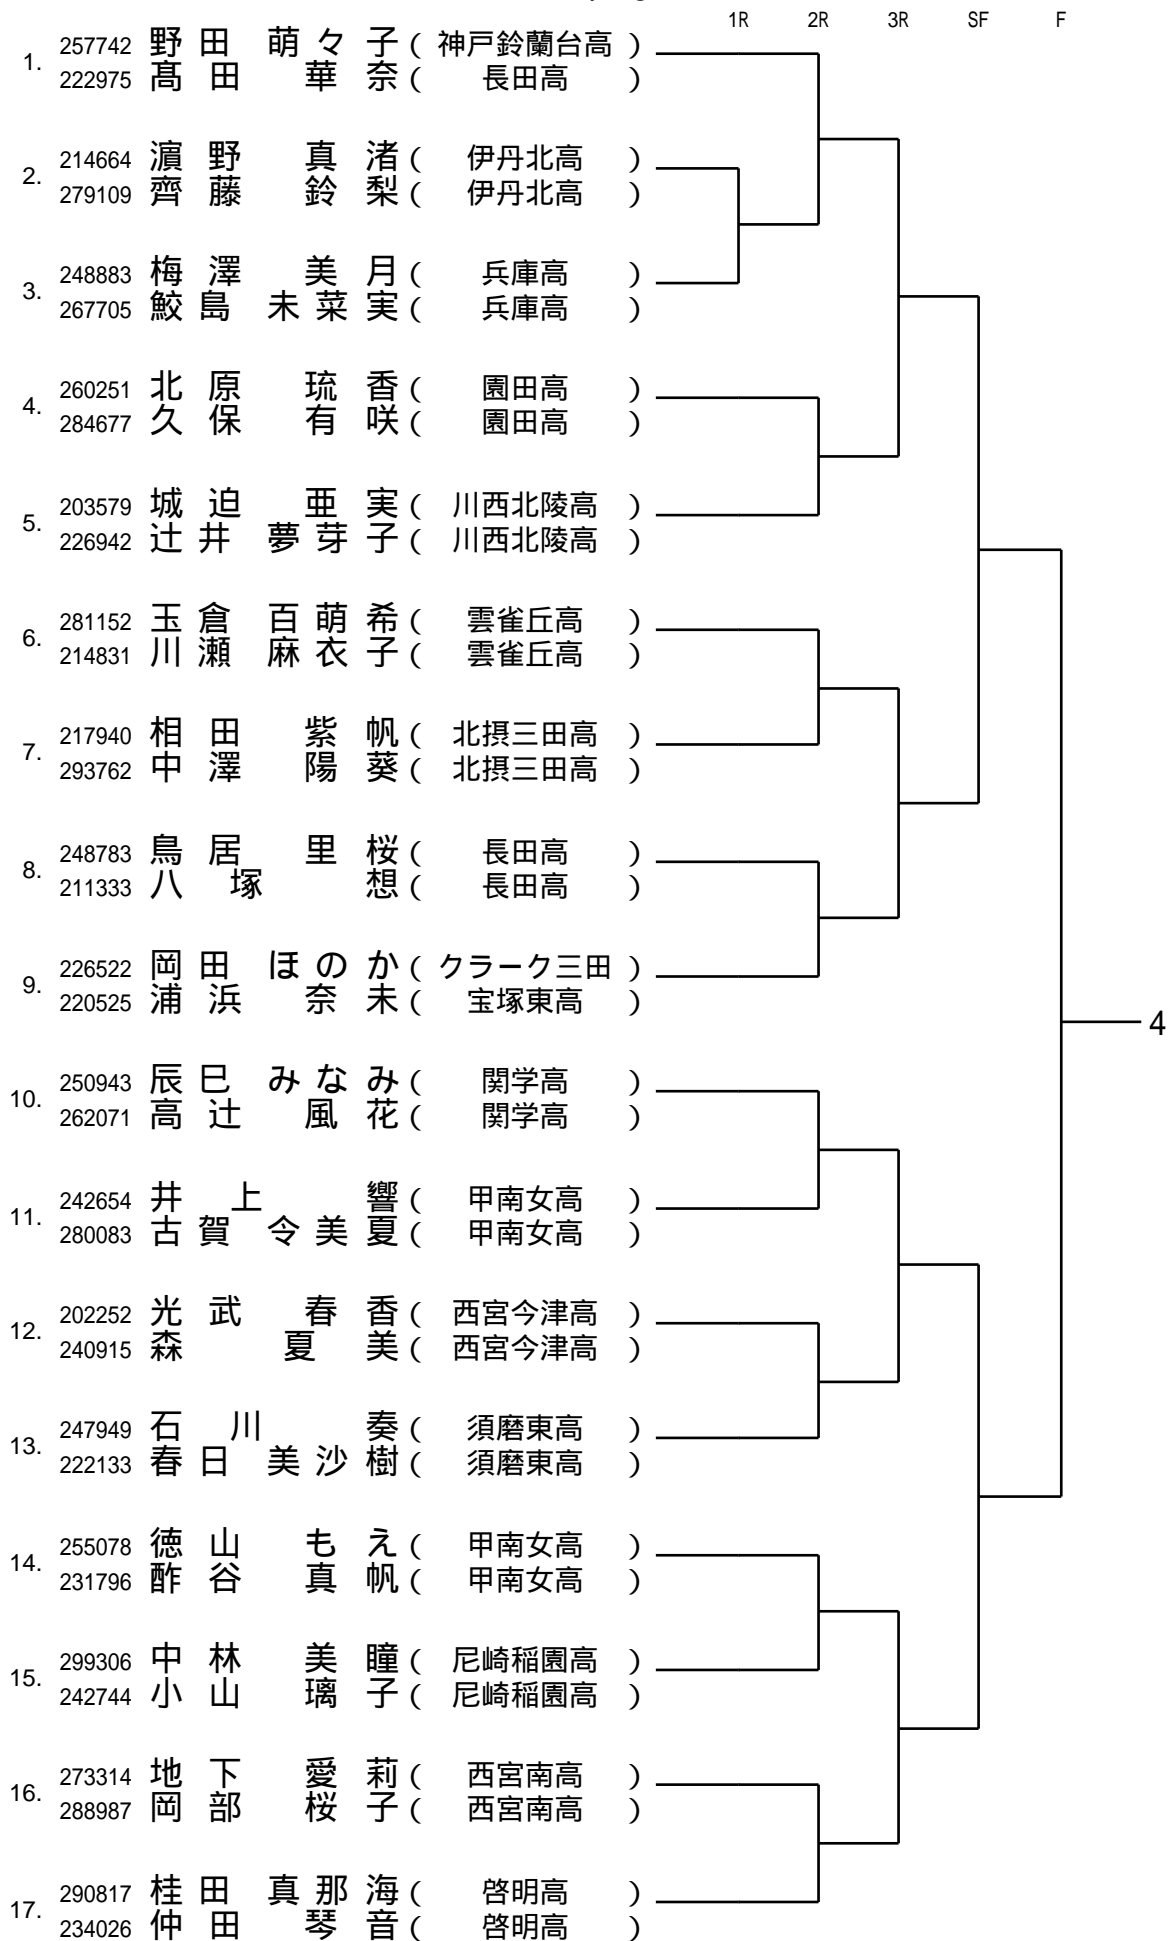 1R 2R 3R SF F
1. 257742 野田 萌々子 ( 神戸鈴蘭台高 )
222975 髙田 華奈 ( 長田高 )
2. 214664 濵野 真渚 ( 伊丹北高 )
279109 齊藤 鈴梨 ( 伊丹北高 )
3. 248883 梅澤 美月 ( 兵庫高 )
267705 鮫島 未菜実 ( 兵庫高 )
4. 260251 北原 琉香 ( 園田高 )
284677 久保 有咲 ( 園田高 )
5. 203579 城迫 亜実 ( 川西北陵高 )
226942 辻井 夢芽子 ( 川西北陵高 )
6. 281152 玉倉 百萌希 ( 雲雀丘高 )
214831 川瀬 麻衣子 ( 雲雀丘高 )
7. 217940 相田 紫帆 ( 北摂三田高 )
293762 中澤 陽葵 ( 北摂三田高 )
8. 248783 鳥居 里桜 ( 長田高 )
211333 八塚 想 ( 長田高 )
9. 226522 岡田 ほのか ( クラーク三田 )
220525 浦浜 奈未 ( 宝塚東高 )
4
10. 250943 辰巳 みなみ ( 関学高 )
262071 高辻 風花 ( 関学高 )
11. 242654 井上 響 ( 甲南女高 )
280083 古賀 令美夏 ( 甲南女高 )
12. 202252 光武 春香 ( 西宮今津高 )
240915 森 夏美 ( 西宮今津高 )
13. 247949 石川 奏 ( 須磨東高 )
222133 春日 美沙樹 ( 須磨東高 )
14. 255078 徳山 もえ ( 甲南女高 )
231796 酢谷 真帆 ( 甲南女高 )
15. 299306 中林 美瞳 ( 尼崎稲園高 )
242744 小山 璃子 ( 尼崎稲園高 )
16. 273314 地下 愛莉 ( 西宮南高 )
288987 岡部 桜子 ( 西宮南高 )
17. 290817 桂田 真那海 ( 啓明高 )
234026 仲田 琴音 ( 啓明高 )